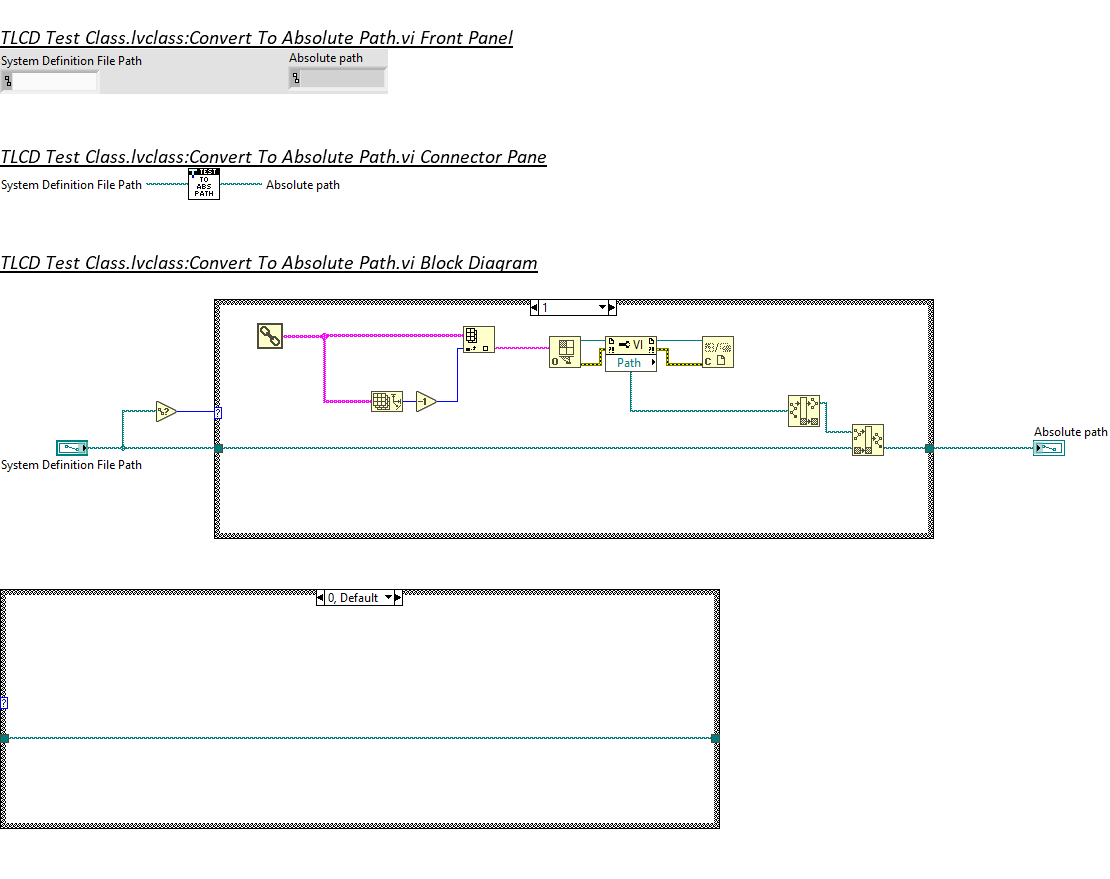 TLCD Test Class.lvclass:Convert To Absolute Path.vi Front Panel
System Definition File Path
Absolute path
TLCD Test Class.lvclass:Convert To Absolute Path.vi Connector Pane
System Definition File Path
TEST
TO
ABS
PATH
Absolute path
TLCD Test Class.lvclass:Convert To Absolute Path.vi Block Diagram
1
VI
Path
-1
?
?
O
C
System Definition File Path
Absolute path
0, Default
?